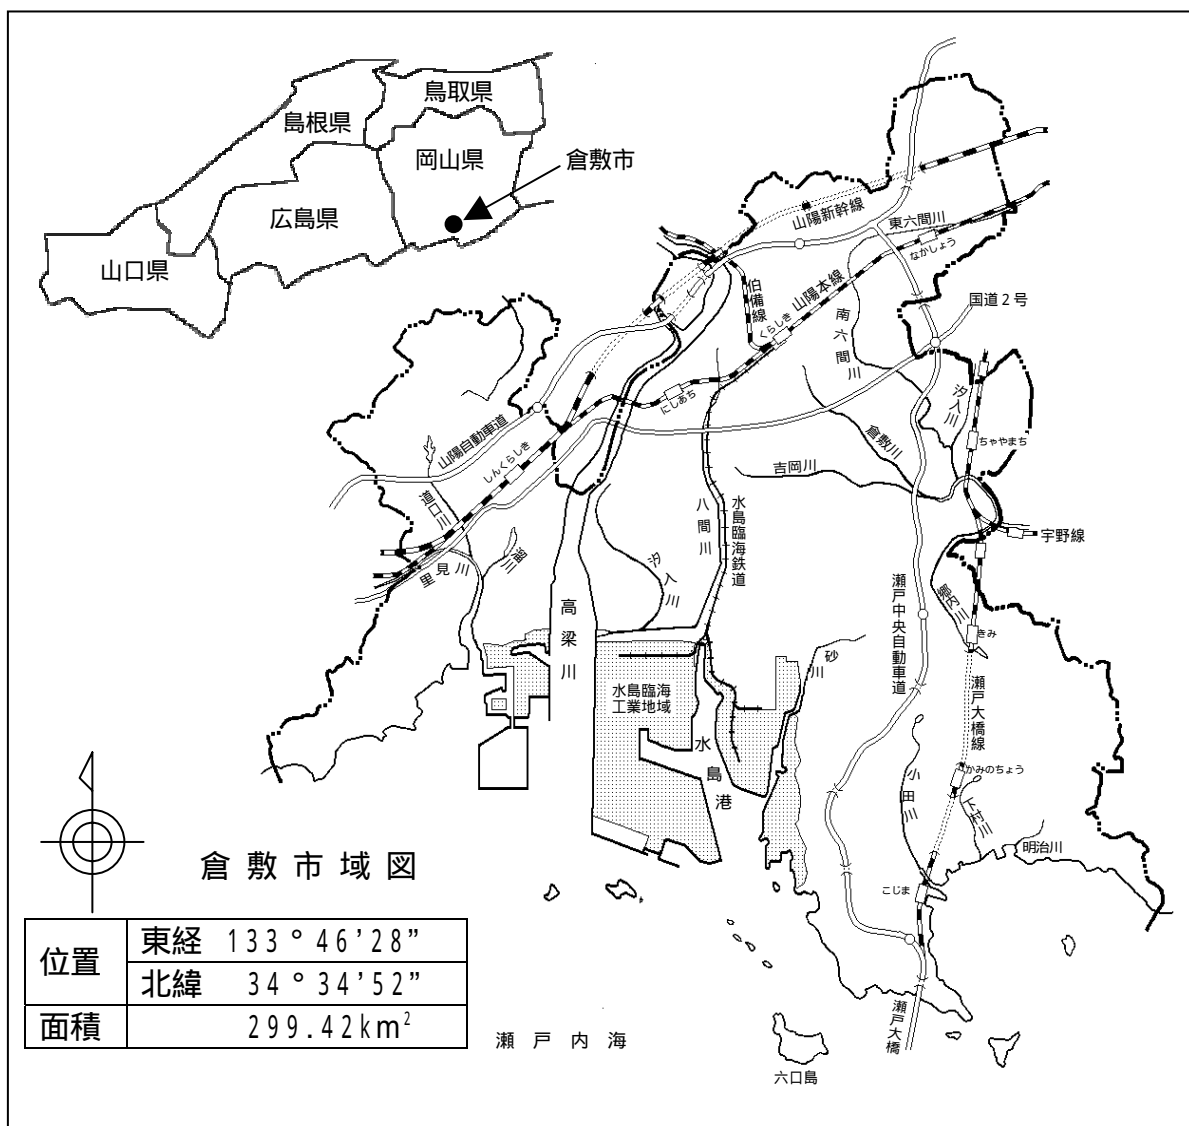 鳥取県
島根県
岡山県
倉敷市
広島県
山口県
山陽新幹線
東六間川
なかしょう
伯備線
山陽本線
くらしき
国道2号
南六間川
にしあち
汐入川
ちゃやまち
倉敷川
吉岡川
山陽自動車道
しんくらしき
道口川
里見川
八間川
水島臨海鉄道
宇野線
汐入川
高梁川
瀬戸中央自動車道
郷内川
きみ
砂川
水島臨海
工業地域
瀬戸大橋線
水島港
かみのちょう
小田川
下村川
明治川
倉敷市域図
こじま
位置
東経 133°46’28”
北緯 34°34’52”
面積 299.42km²
瀬戸内海
瀬戸大橋
六口島